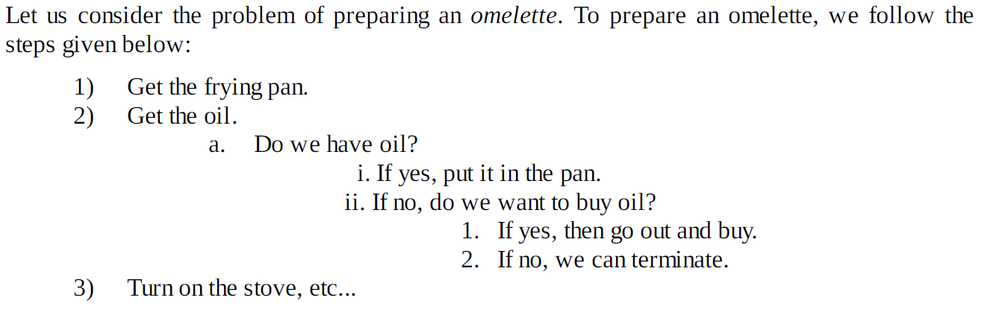 Let us consider the problem of preparing an omelette. To prepare an omelette, we follow the
steps given below:
1) Get the frying pan.
2) Get the oil.
a. Do we have oil?
i. If yes, put it in the pan.
ii. If no, do we want to buy oil?
1. If yes, then go out and buy.
2. If no, we can terminate.
3) Turn on the stove, etc...